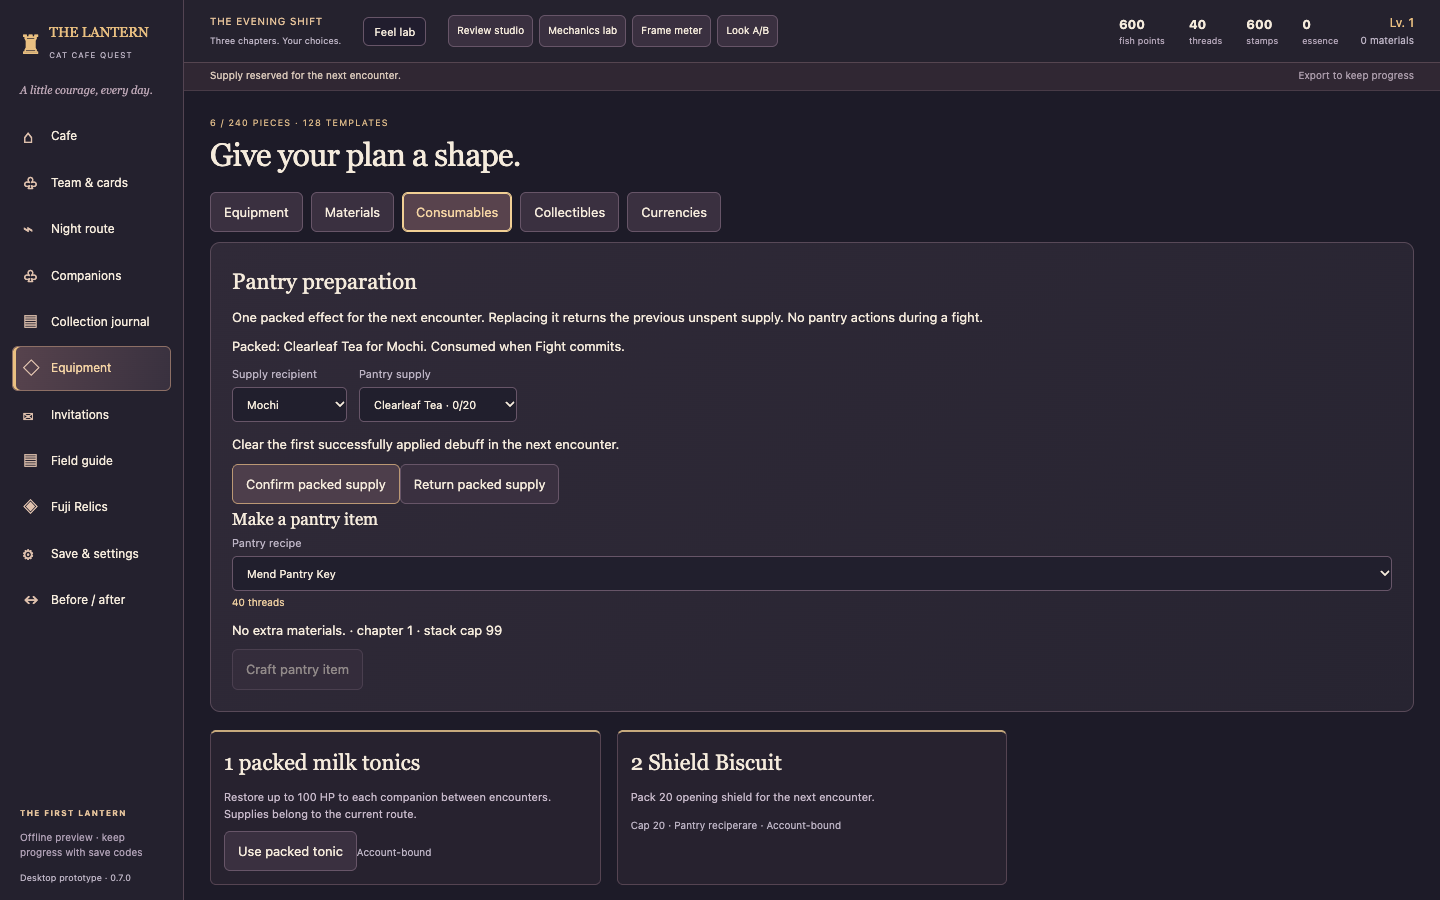 THE LANTERN
CAT CAFE QUEST
A little courage, every day.
Cafe
Team & cards
Night route
Companions
Collection journal
Equipment
Invitations
Field guide
Fuji Relics
Save & settings
Before / after
THE FIRST LANTERN
Offline preview · keep
progress with save codes
Desktop prototype · 0.7.0
THE EVENING SHIFT
Three chapters. Your choices.
Feel lab
Review studio
Mechanics lab
Frame meter
Look A/B
600
fish points
40
threads
600
stamps
0
essence
Lv. 1
0 materials
Supply reserved for the next encounter.
Export to keep progress
6 / 240 PIECES · 128 TEMPLATES
Give your plan a shape.
Equipment
Materials
Consumables
Collectibles
Currencies
Pantry preparation
One packed effect for the next encounter. Replacing it returns the previous unspent supply. No pantry actions during a fight.
Packed: Clearleaf Tea for Mochi. Consumed when Fight commits.
Supply recipient
Pantry supply
Mochi
Clearleaf Tea · 0/20
Clear the first successfully applied debuff in the next encounter.
Confirm packed supply
Return packed supply
Make a pantry item
Pantry recipe
Mend Pantry Key
40 threads
No extra materials. · chapter 1 · stack cap 99
Craft pantry item
1 packed milk tonics
Restore up to 100 HP to each companion between encounters.
Supplies belong to the current route.
Use packed tonic
Account-bound
2 Shield Biscuit
Pack 20 opening shield for the next encounter.
Cap 20 · Pantry reciperare · Account-bound